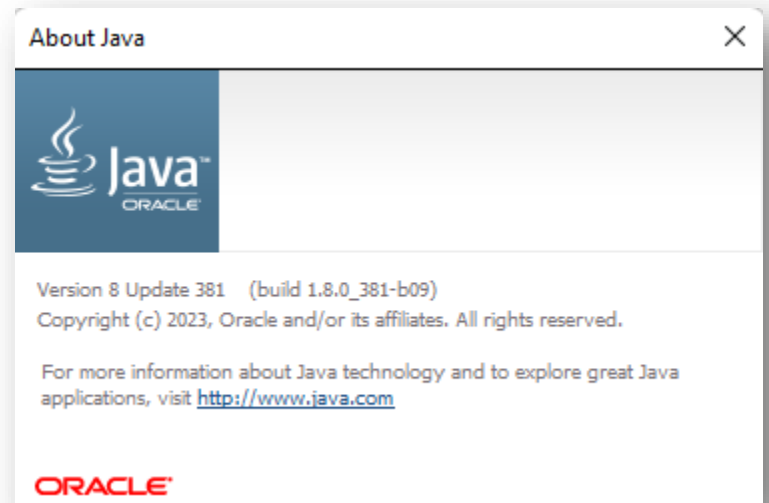 About Java
Java™
ORACLE
Version 8 Update 381 (build 1.8.0_381-b09)
Copyright (c) 2023, Oracle and/or its affiliates. All rights reserved.
For more information about Java technology and to explore great Java
applications, visit http://www.java.com
ORACLE